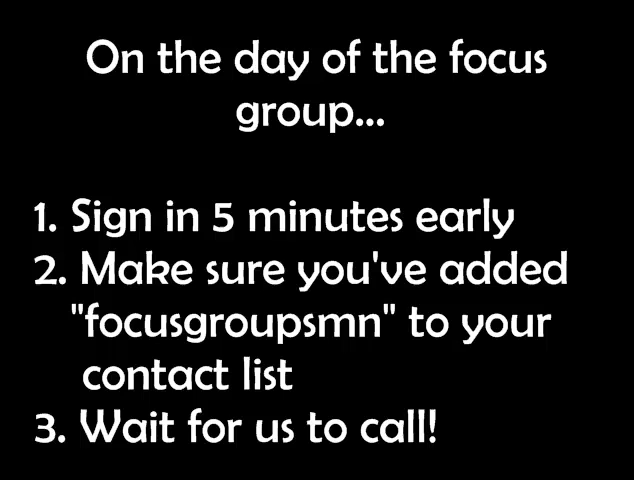 On the day of the focus
group...
1. Sign in 5 minutes early
2. Make sure you've added
"focusgroupsmn" to your
contact list
3. Wait for us to call!